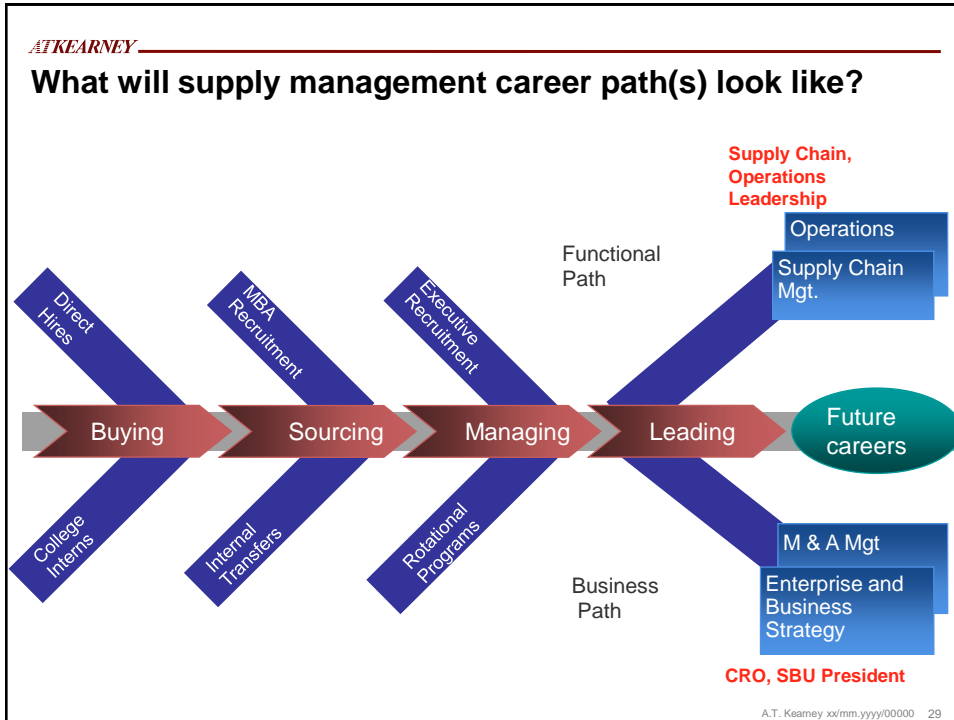 ATKEARNEY
What will supply management career path(s) look like?
Supply Chain,
Operations
Leadership
Operations
Supply Chain
Mgt.
Functional
Path
Direct
Hires
MBA
Recruitment
Executive
Recruitment
Buying
Sourcing
Managing
Leading
Future
careers
College
Interns
Internal
Transfers
Rotational
Programs
Business
Path
M & A Mgt
Enterprise and
Business
Strategy
CRO, SBU President
A.T. Kearney xx/mm.yyyy/00000 29